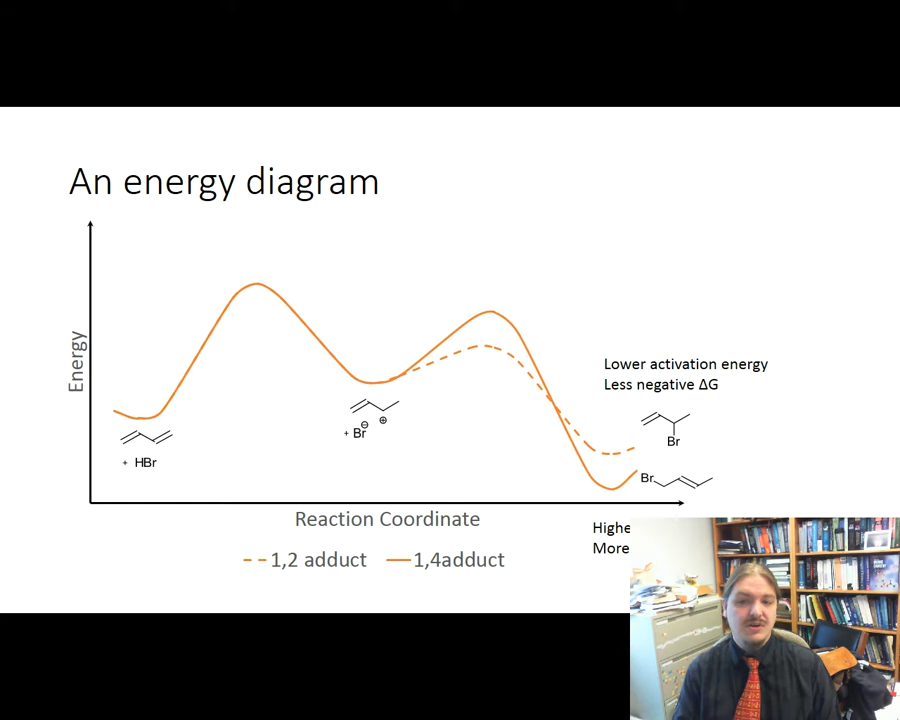 An energy diagram
Energy
Lower activation energy
Less negative ΔG
Br
+ HBr
+ Br
⊖
⊕
Br
Reaction Coordinate
More
1,2 adduct
1,4adduct